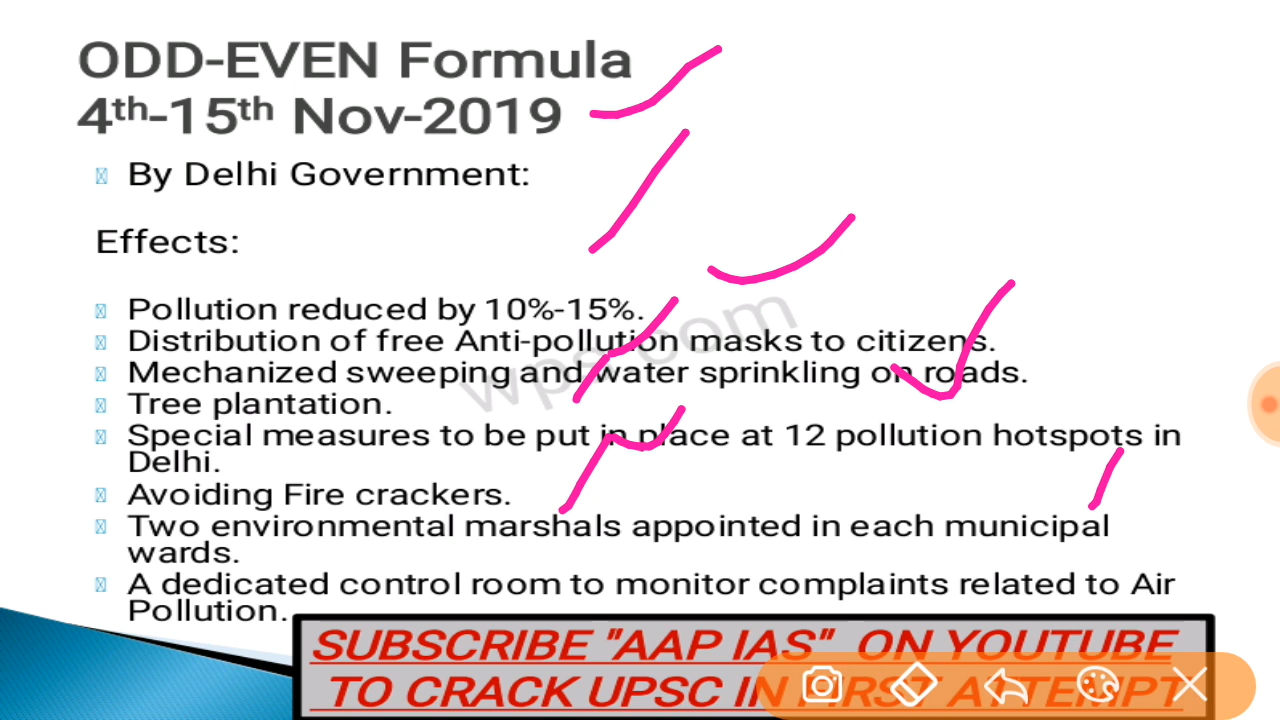 ODD-EVEN Formula
4th-15th Nov-2019
By Delhi Government:
Effects:
Pollution reduced by 10%-15%.
Distribution of free Anti-pollution masks to citizens.
Mechanized sweeping and water sprinkling on roads.
Tree plantation.
Special measures to be put in place at 12 pollution hotspots in
Delhi.
Avoiding Fire crackers.
Two environmental marshals appointed in each municipal
wards.
A dedicated control room to monitor complaints related to Air
Pollution.
wps.com
SUBSCRIBE "AAP IAS" ON YOUTUBE
TO CRACK UPSC IN FIRST ATTEMPT